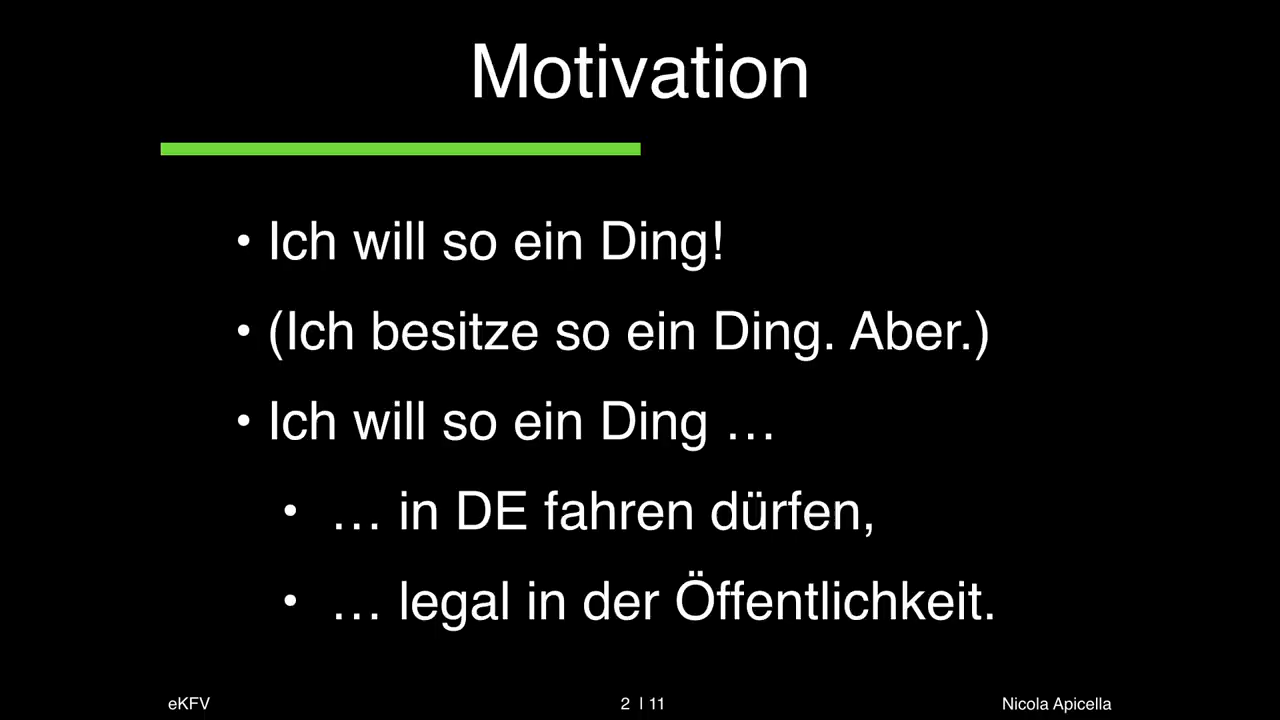 Motivation
• Ich will so ein Ding!
• (Ich besitze so ein Ding. Aber.)
• Ich will so ein Ding …
• … in DE fahren dürfen,
• … legal in der Öffentlichkeit.
eKFV 2 | 11 Nicola Apicella